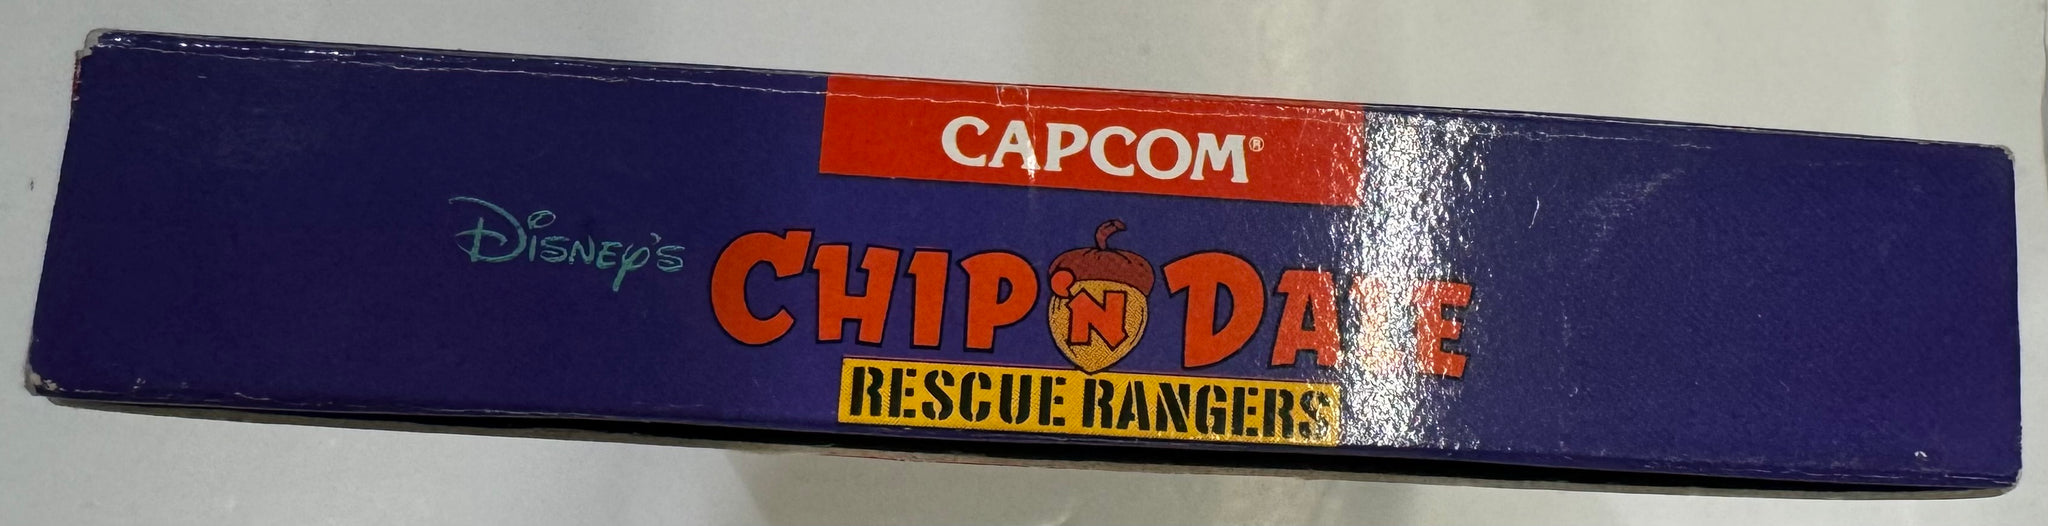 CAPCOM®
DISNEY'S CHIP 'N DALE
RESCUE RANGERS